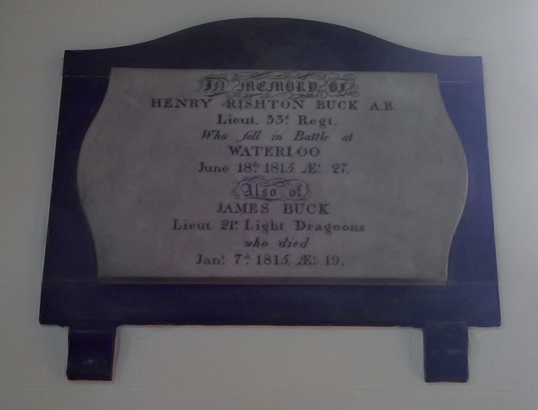 In MEMORY OF
HENRY RISHTON BUCK A.B.
Lieut. 33ᵈ. Regt.
Who fell in Battle at
WATERLOO
June 18ᵗʰ 1815. Æᵗ. 27.
Also of
JAMES BUCK
Lieut. 21ˢᵗ. Light Dragoons
who died
Janʸ. 7ᵗʰ 1815. Æᵗ. 19.